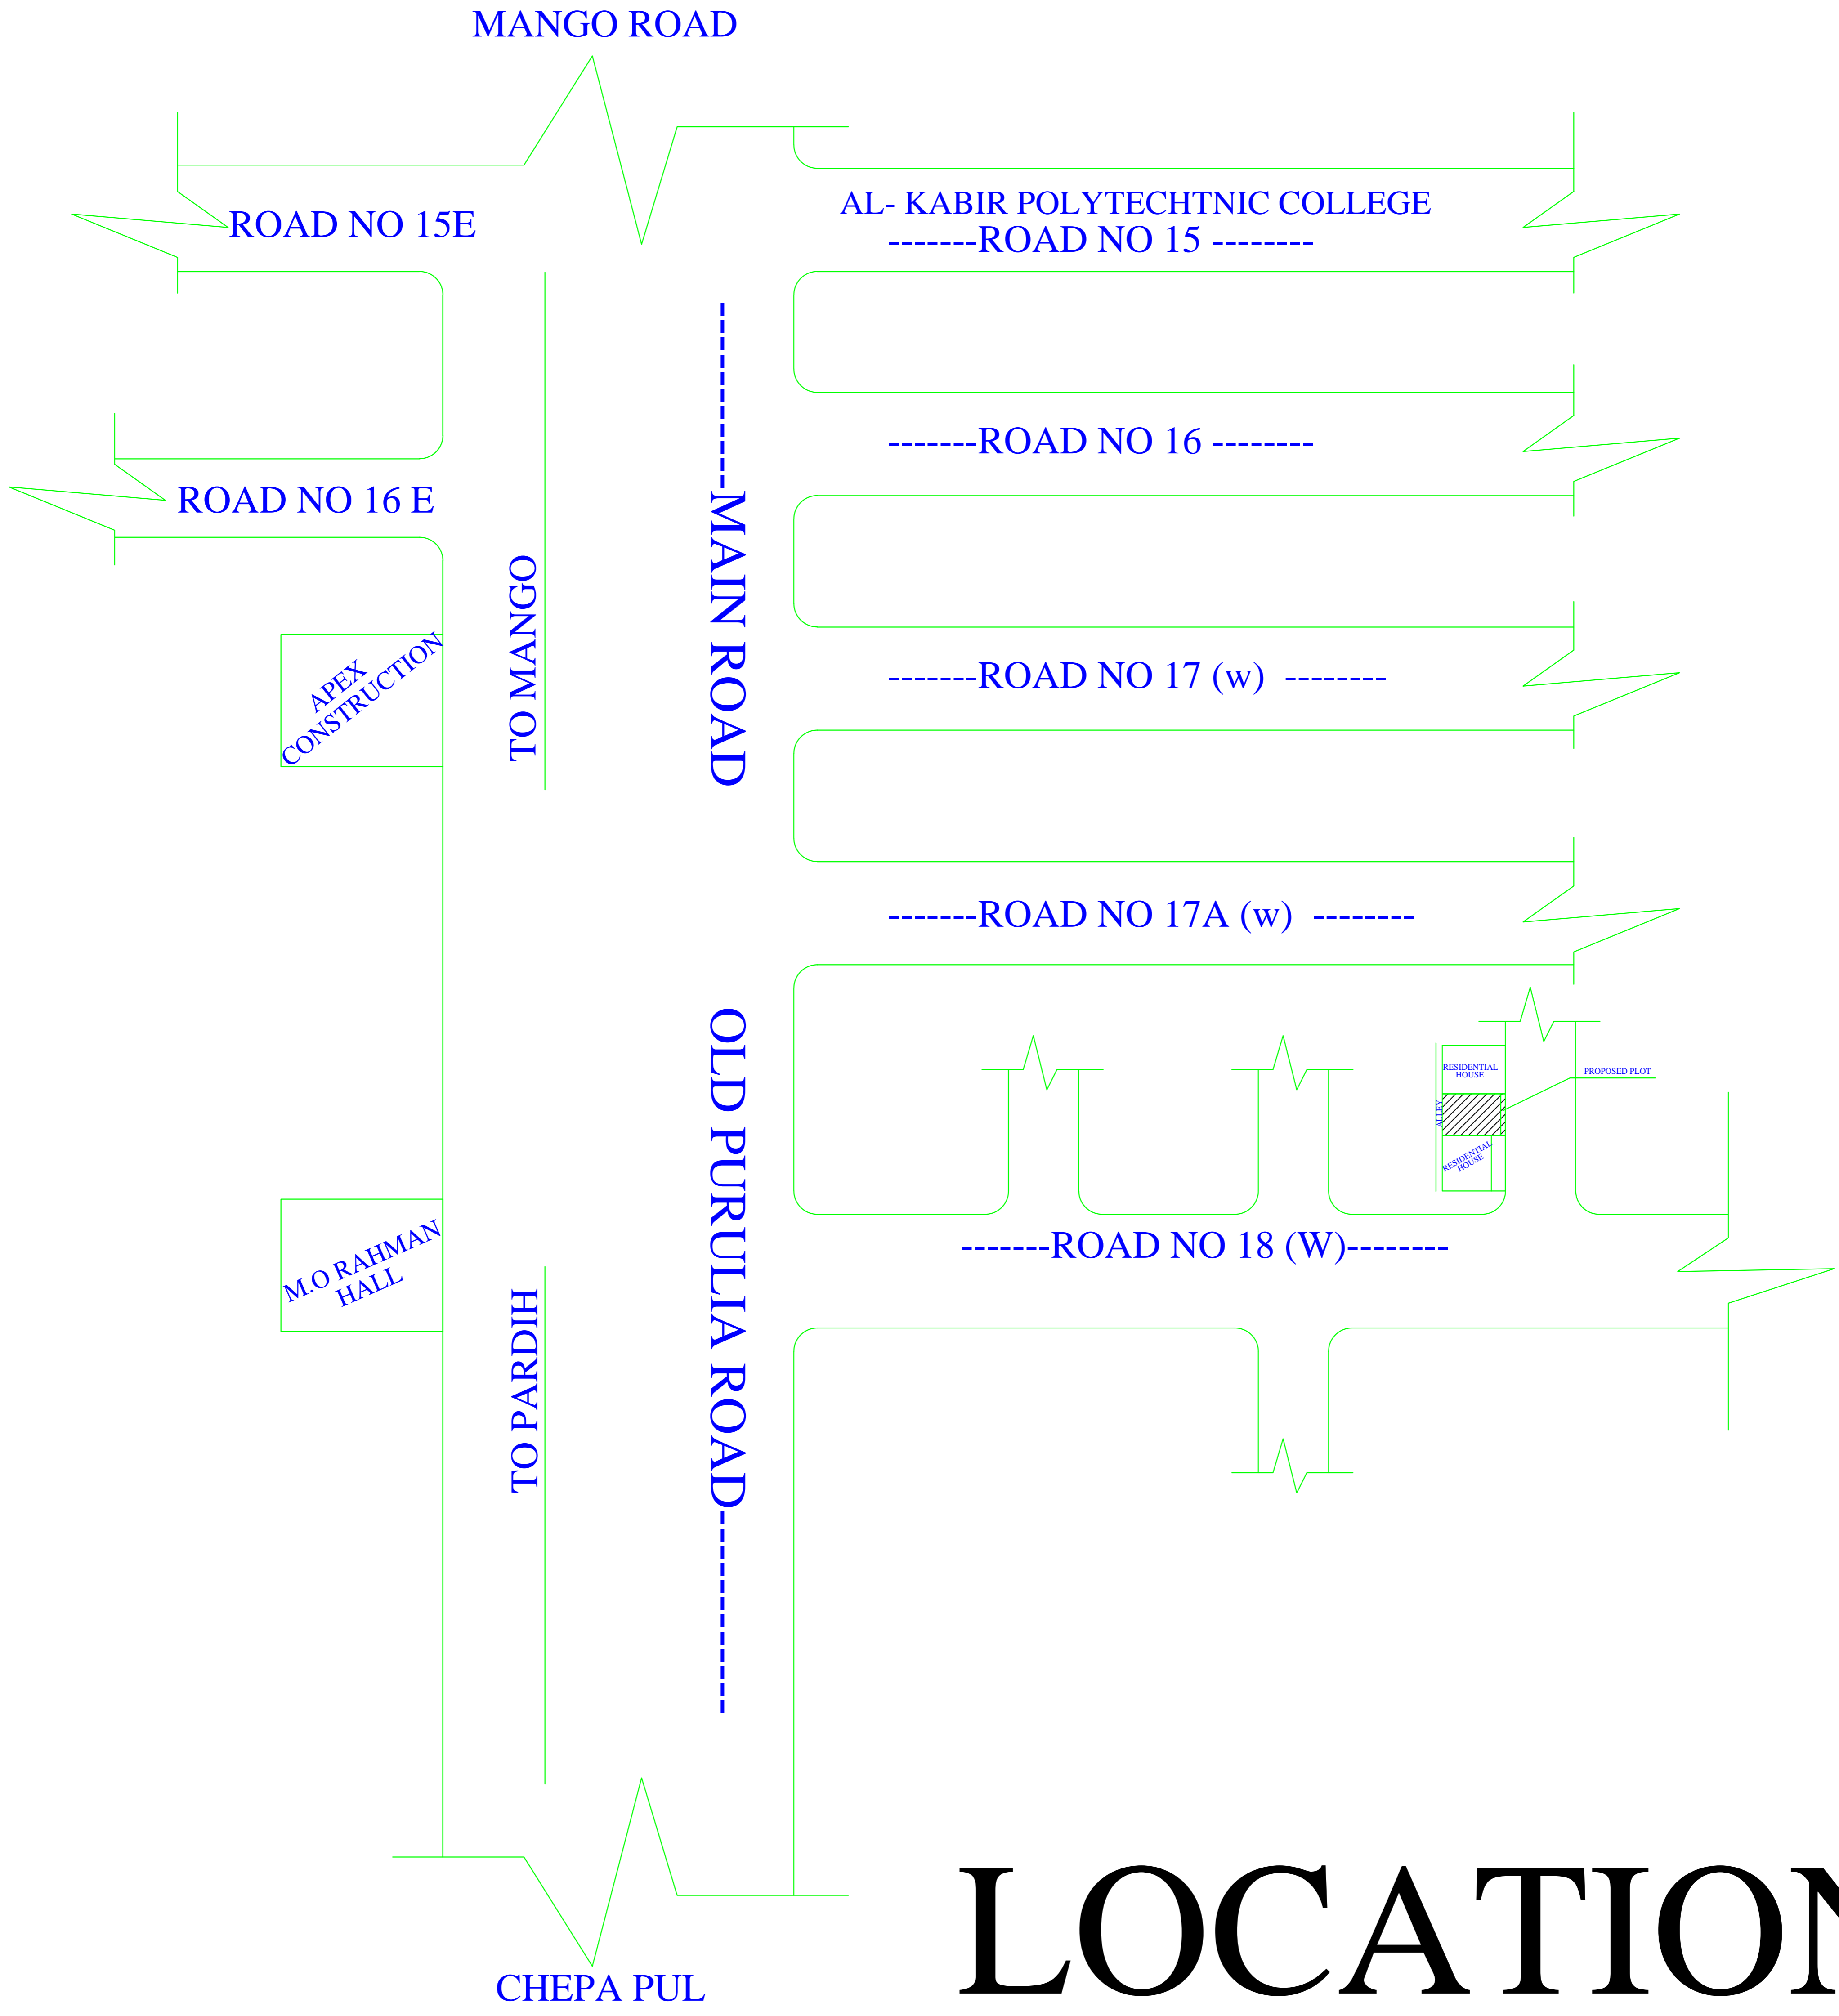 MANGO ROAD
AL- KABIR POLYTECHTNIC COLLEGE
ROAD NO 15E
-------ROAD NO 15 --------
-------ROAD NO 16 --------
ROAD NO 16 E
-----------MAIN ROAD
TO MANGO
APEX
CONSTRUCTION
-------ROAD NO 17 (w) --------
-------ROAD NO 17A (w) --------
OLD PURULIA ROAD------------
RESIDENTIAL
HOUSE
PROPOSED PLOT
ALLEY
RESIDENTIAL
HOUSE
M.O RAHMAN
HALL
-------ROAD NO 18 (W)--------
TO PARDIH
LOCATION
CHEPA PUL